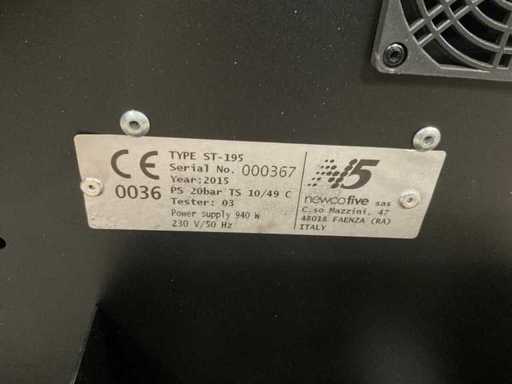 CE
0036
TYPE ST-195
Serial No. 000367
Year:2015
PS 20bar TS 10/49 C
Tester: 03
Power supply 940 W
230 V/50 Hz
newcofive sas
C.so Mazzini, 47
48018 FAENZA (RA)
ITALY